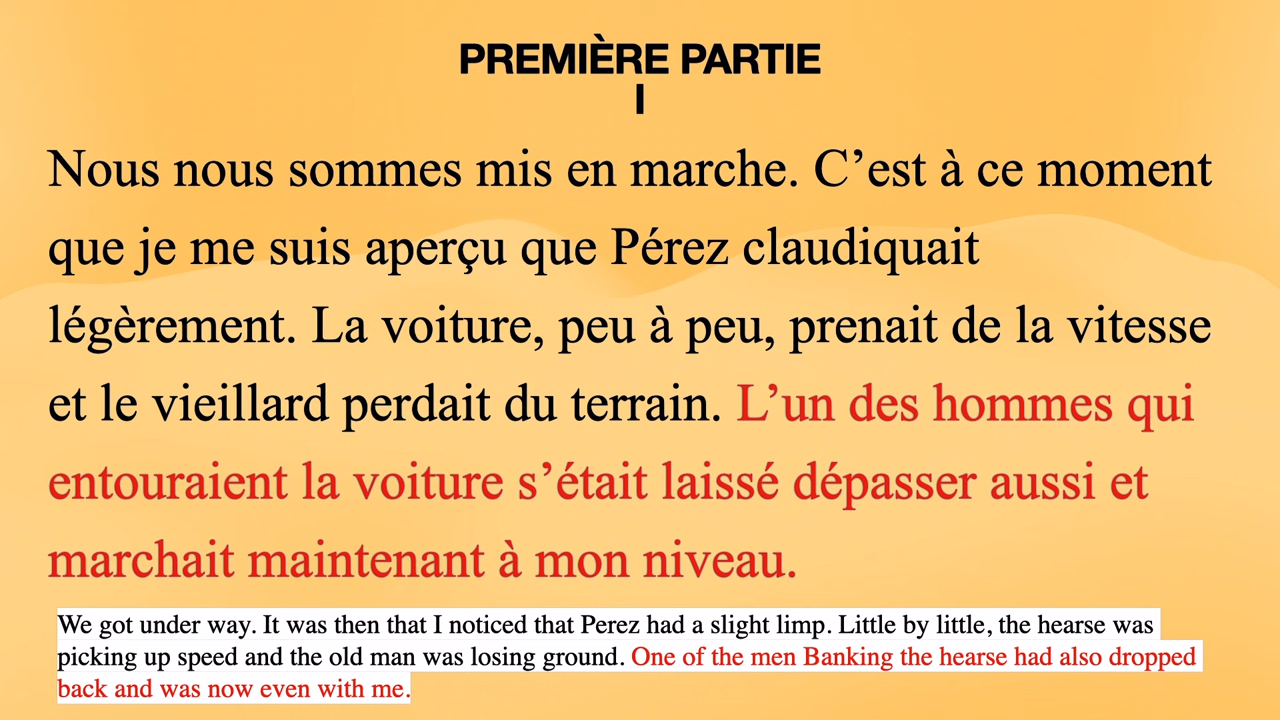 PREMIÈRE PARTIE
I
Nous nous sommes mis en marche. C’est à ce moment
que je me suis aperçu que Pérez claudiquait
légèrement. La voiture, peu à peu, prenait de la vitesse
et le vieillard perdait du terrain. L’un des hommes qui
entouraient la voiture s’était laissé dépasser aussi et
marchait maintenant à mon niveau.
We got under way. It was then that I noticed that Perez had a slight limp. Little by little, the hearse was
picking up speed and the old man was losing ground. One of the men Banking the hearse had also dropped
back and was now even with me.